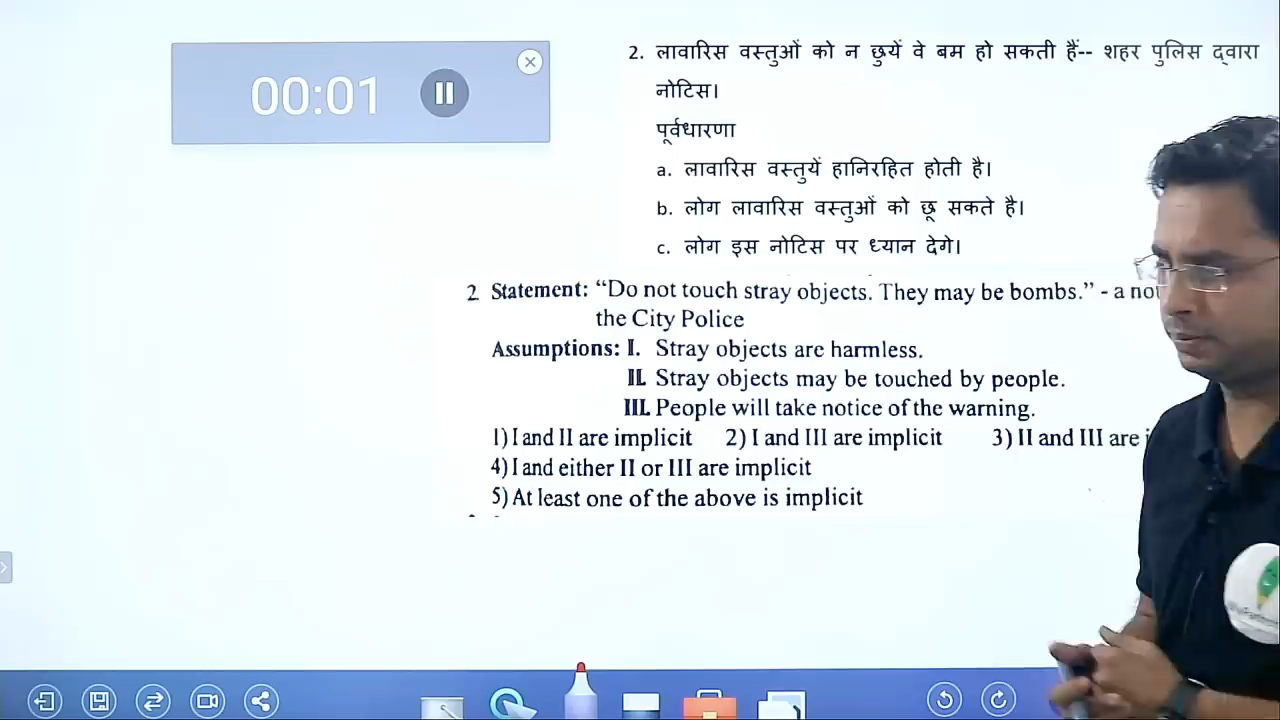 00:01
2. लावारिस वस्तुओं को न छुयें वे बम हो सकती हैं-- शहर पुलिस द्वारा
नोटिस।
पूर्वधारणा
a. लावारिस वस्तुयें हानिरहित होती है।
b. लोग लावारिस वस्तुओं को छू सकते है।
c. लोग इस नोटिस पर ध्यान देगे।
2 Statement: “Do not touch stray objects. They may be bombs.” - a
the City Police
Assumptions: I. Stray objects are harmless.
II. Stray objects may be touched by people.
III. People will take notice of the warning.
1) I and II are implicit 2) I and III are implicit 3) II and III are
4) I and either II or III are implicit
5) At least one of the above is implicit